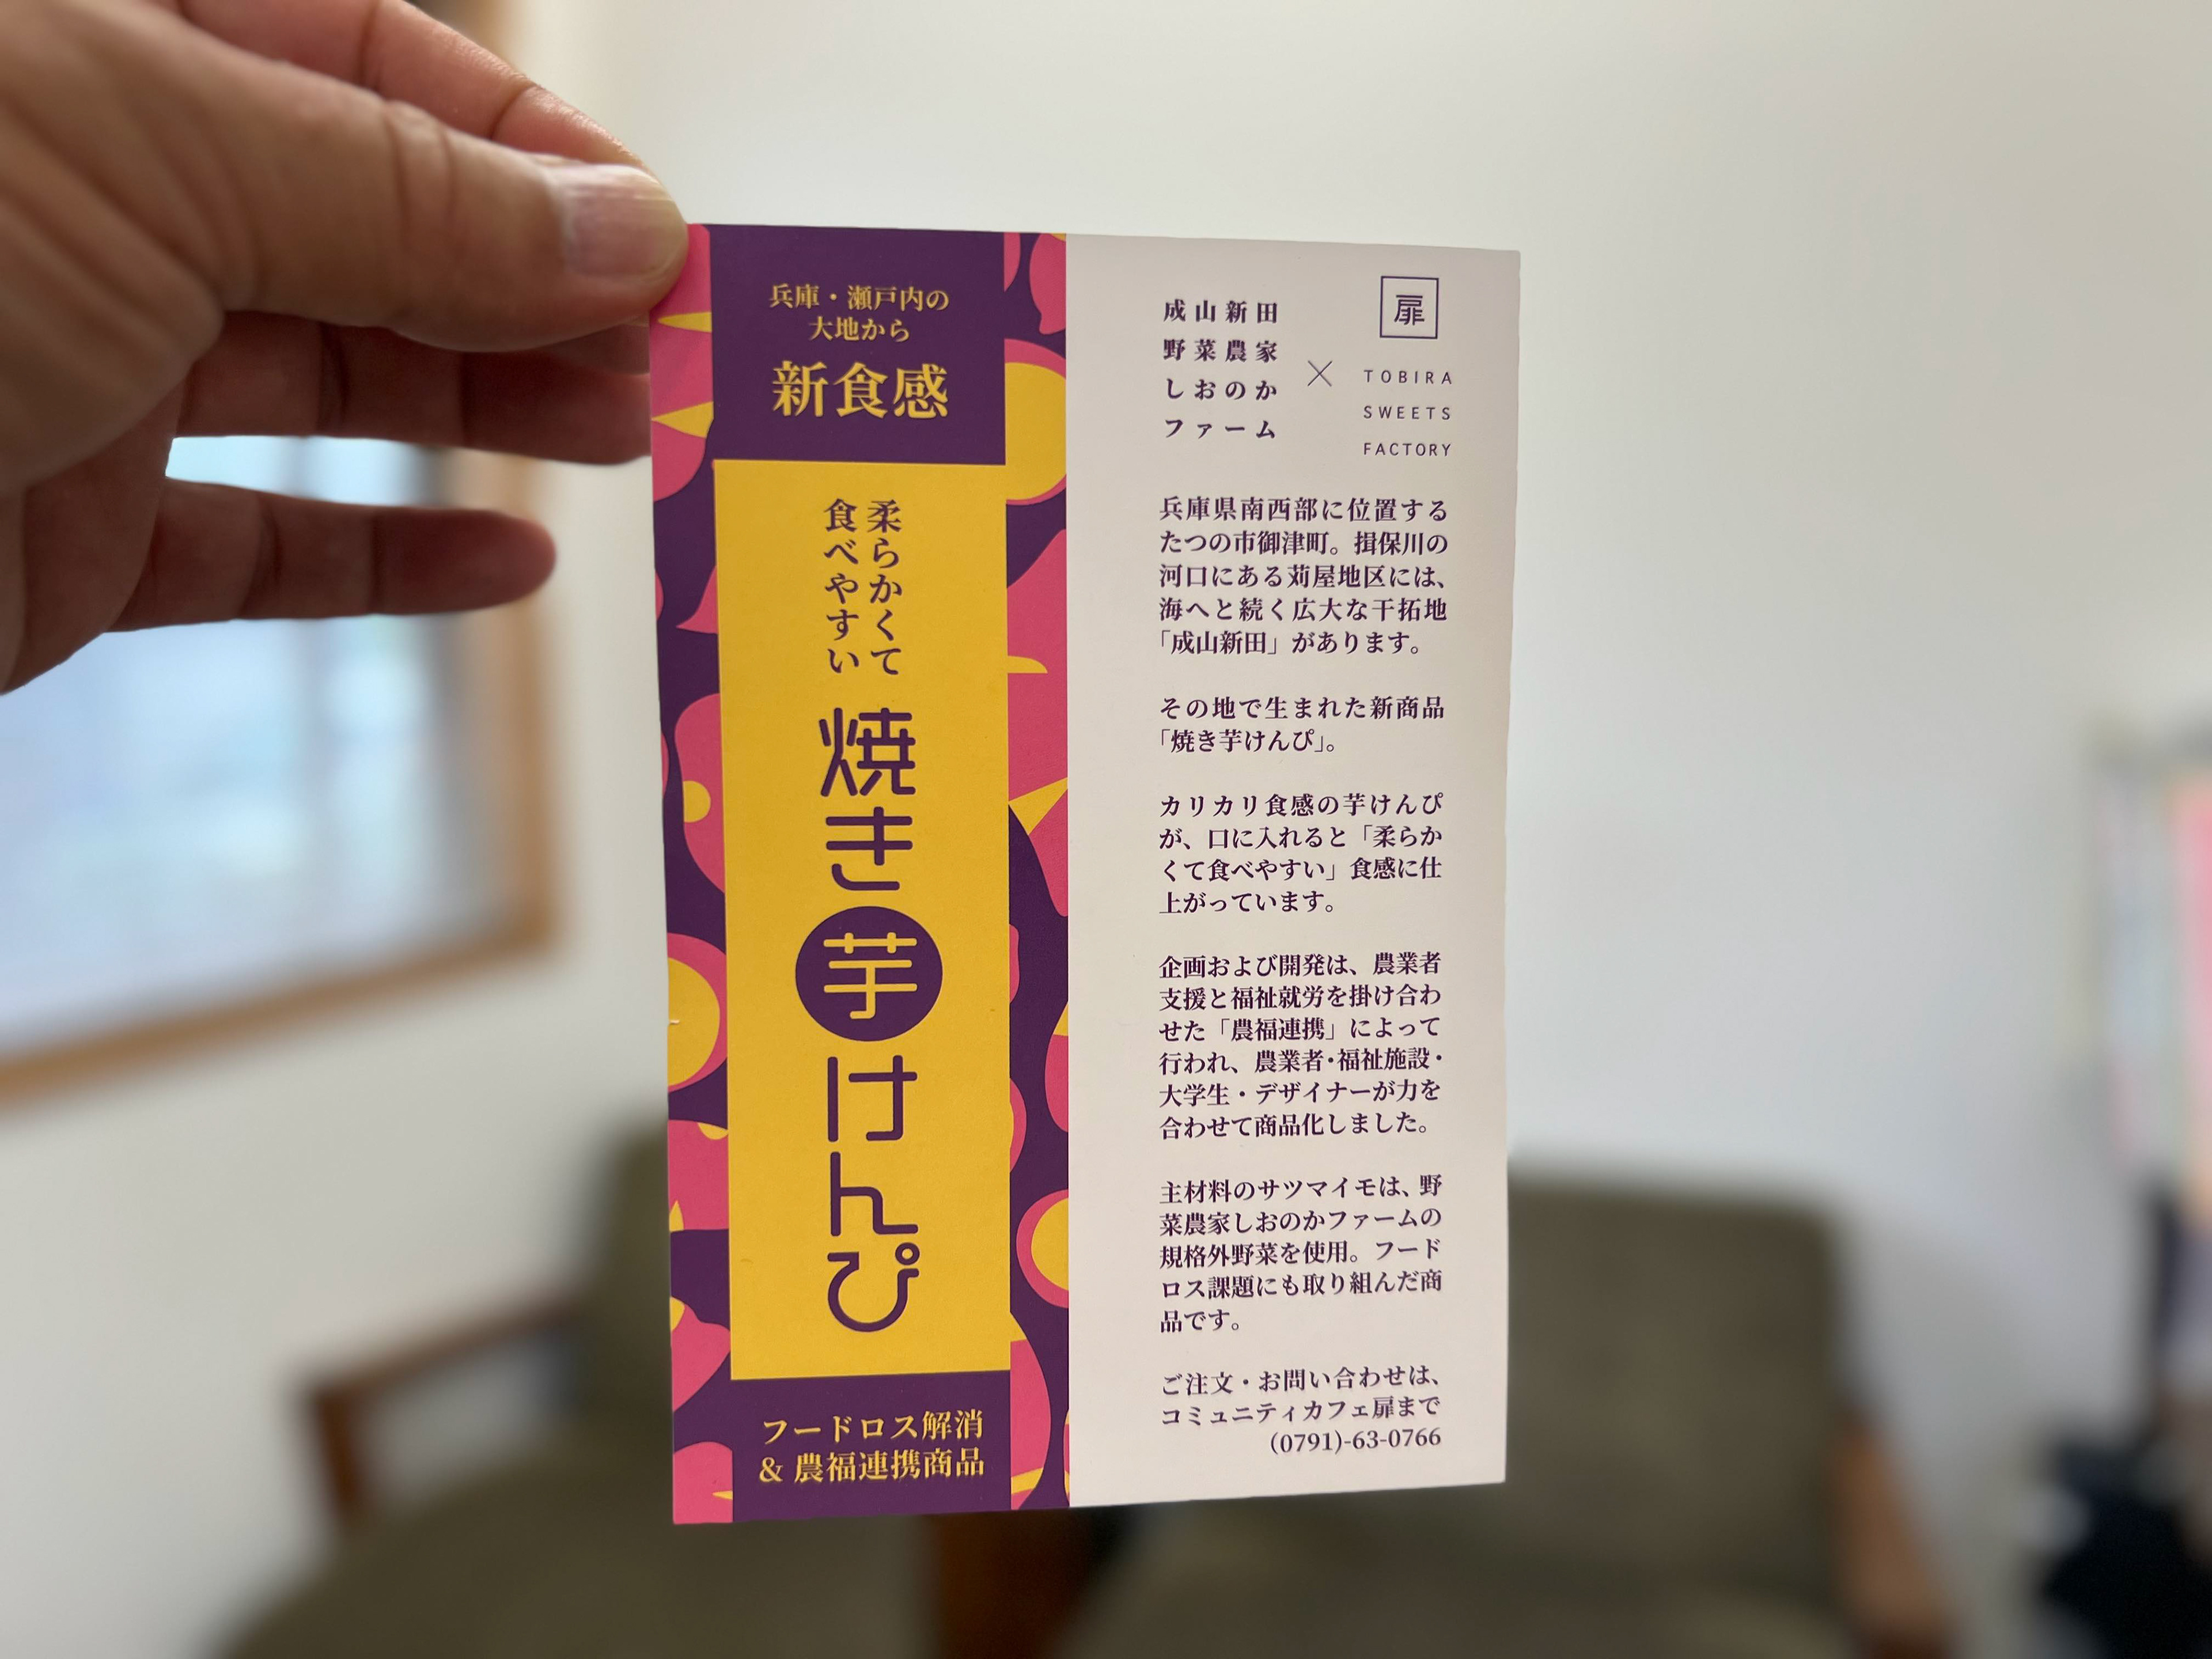 兵庫・瀬戸内の
大地から
新食感
柔らかくて
食べやすい
焼き芋けんぴ
フードロス解消
& 農福連携商品
成山新田
野菜農家
しおのか
ファーム
×
扉
TOBIRA
SWEETS
FACTORY
兵庫県南西部に位置する
たつの市御津町。揖保川の
河口にある苅屋地区には、
海へと続く広大な干拓地
「成山新田」があります。
その地で生まれた新商品
「焼き芋けんぴ」。
カリカリ食感の芋けんぴ
が、口に入れると「柔らか
くて食べやすい」食感に仕
上がっています。
企画および開発は、農業者
支援と福祉就労を掛け合わ
せた「農福連携」によって
行われ、農業者・福祉施設・
大学生・デザイナーが力を
合わせて商品化しました。
主材料のサツマイモは、野
菜農家しおのかファームの
規格外野菜を使用。フード
ロス課題にも取り組んだ商
品です。
ご注文・お問い合わせは、
コミュニティカフェ扉まで
(0791)-63-0766